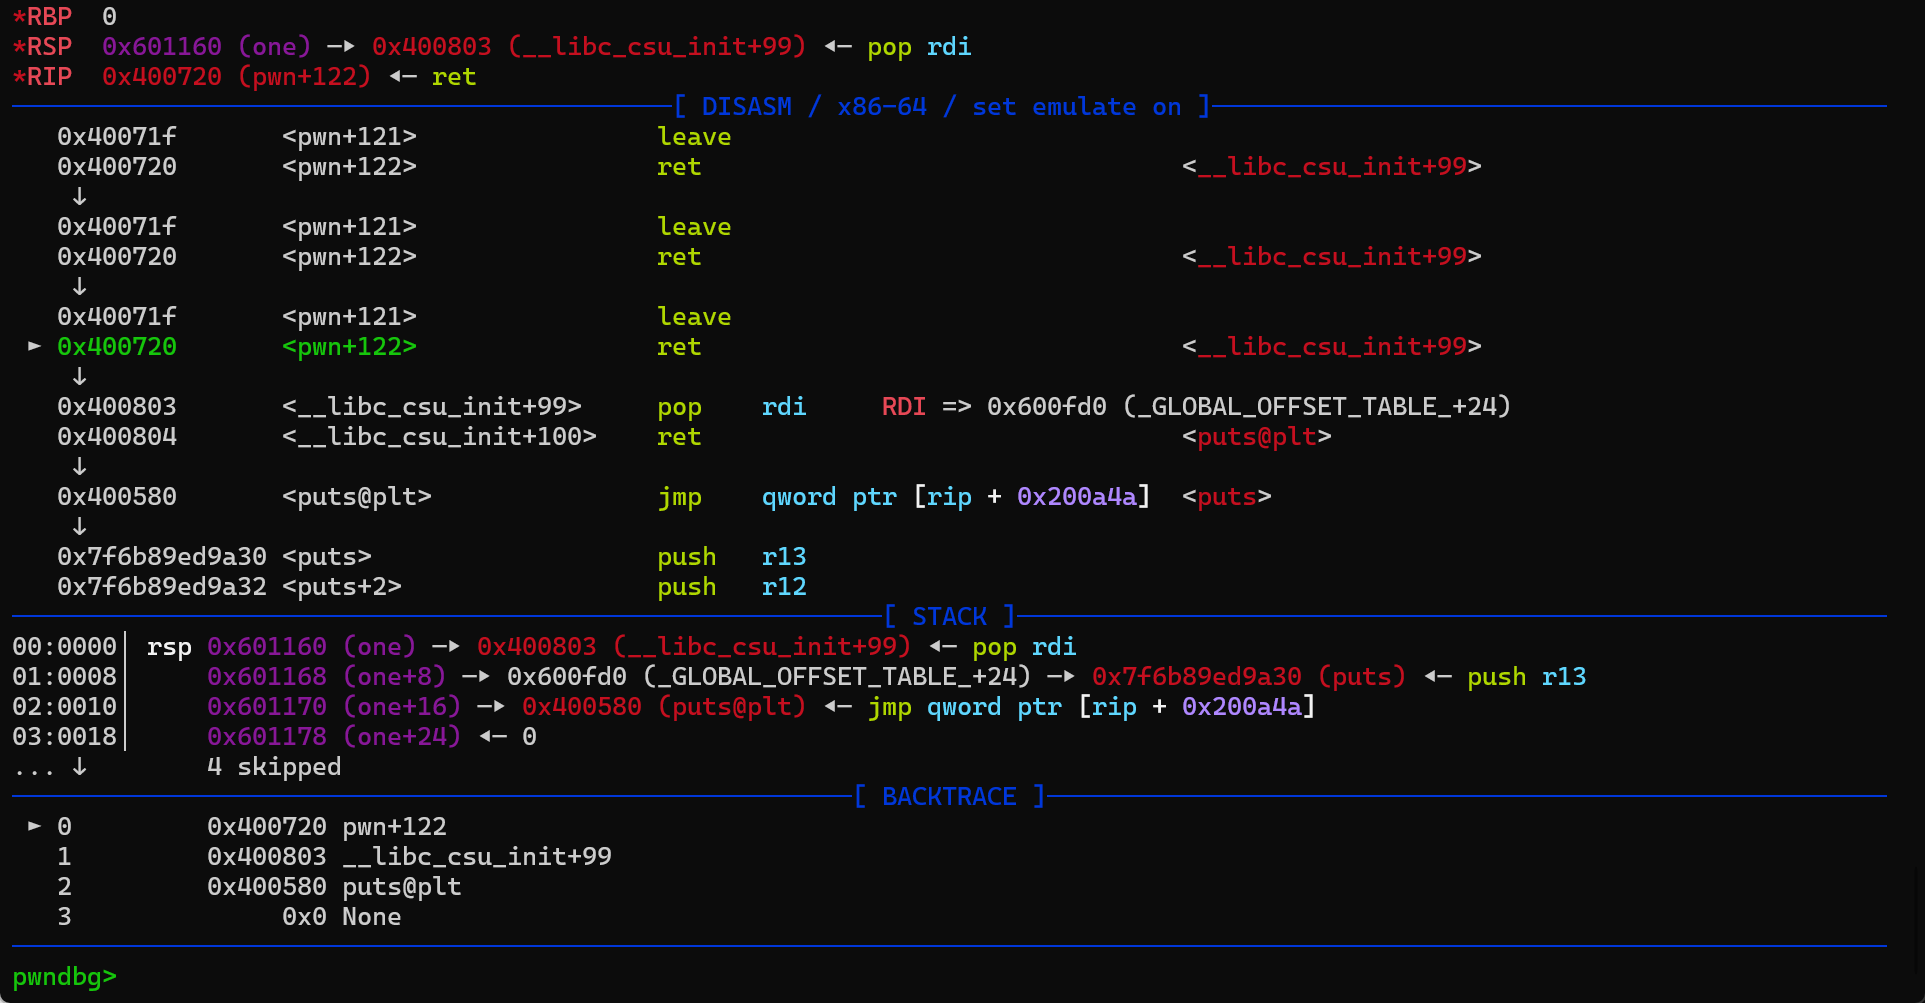 *RBP  0
*RSP  0x601160 (one) —▸ 0x400803 (__libc_csu_init+99) ◂— pop rdi
*RIP  0x400720 (pwn+122) ◂— ret
[ DISASM / x86-64 / set emulate on ]
0x40071f       <pwn+121>                leave
0x400720       <pwn+122>                ret                                <__libc_csu_init+99>
↓
0x40071f       <pwn+121>                leave
0x400720       <pwn+122>                ret                                <__libc_csu_init+99>
↓
0x40071f       <pwn+121>                leave
► 0x400720       <pwn+122>                ret                                <__libc_csu_init+99>
↓
0x400803       <__libc_csu_init+99>     pop    rdi     RDI => 0x600fd0 (_GLOBAL_OFFSET_TABLE_+24)
0x400804       <__libc_csu_init+100>    ret                                <puts@plt>
↓
0x400580       <puts@plt>               jmp    qword ptr [rip + 0x200a4a]  <puts>
↓
0x7f6b89ed9a30 <puts>                   push   r13
0x7f6b89ed9a32 <puts+2>                 push   r12
[ STACK ]
00:0000│ rsp 0x601160 (one) —▸ 0x400803 (__libc_csu_init+99) ◂— pop rdi
01:0008│     0x601168 (one+8) —▸ 0x600fd0 (_GLOBAL_OFFSET_TABLE_+24) —▸ 0x7f6b89ed9a30 (puts) ◂— push r13
02:0010│     0x601170 (one+16) —▸ 0x400580 (puts@plt) ◂— jmp qword ptr [rip + 0x200a4a]
03:0018│     0x601178 (one+24) ◂— 0
... ↓        4 skipped
[ BACKTRACE ]
► 0         0x400720 pwn+122
1         0x400803 __libc_csu_init+99
2         0x400580 puts@plt
3              0x0 None
pwndbg>